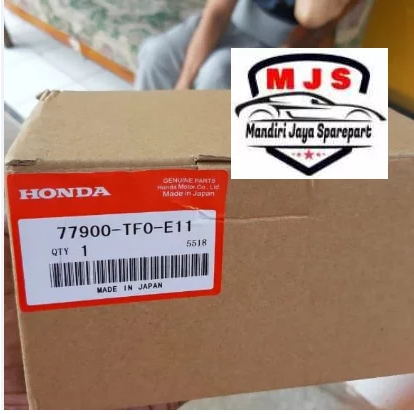 MJS
Mandiri Jaya Sparepart
GENUINE PARTS
HONDA
Honda Motor Co., Ltd.
Made in Japan
77900-TF0-E11
QTY 1
5518
MADE IN JAPAN